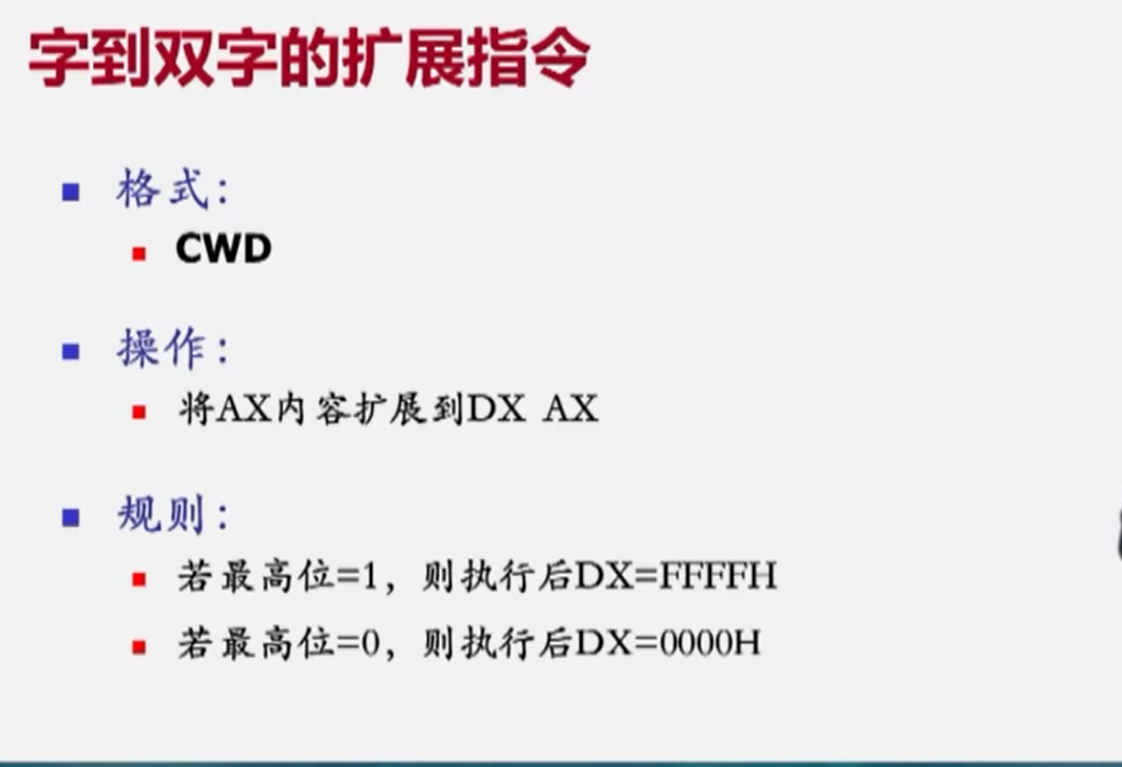 字到双字的扩展指令
格式：
CWD
操作：
将AX内容扩展到DX AX
规则：
若最高位=1，则执行后DX=FFFFH
若最高位=0，则执行后DX=0000H